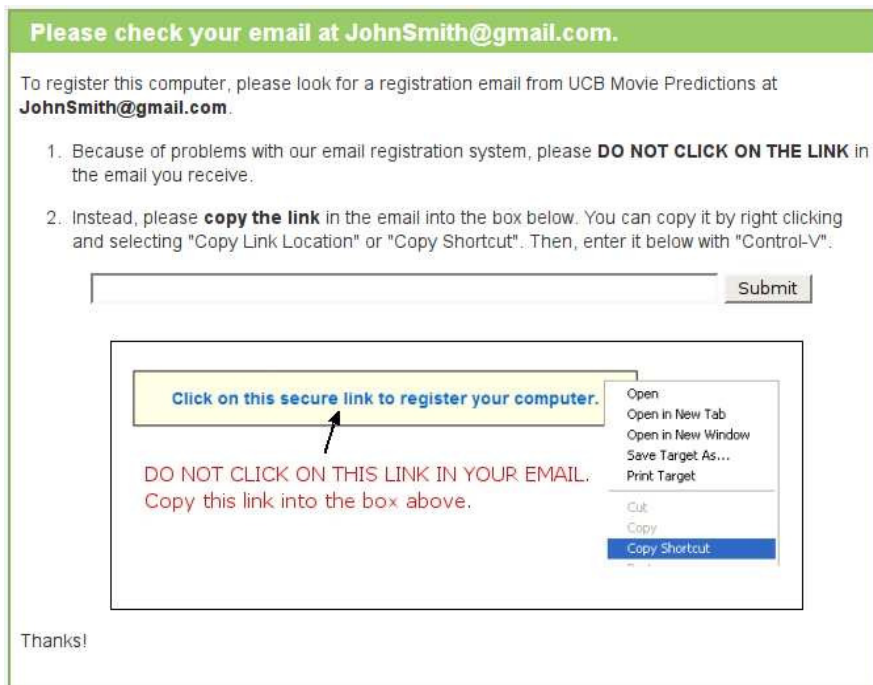 Please check your email at JohnSmith@gmail.com.
To register this computer, please look for a registration email from UCB Movie Predictions at
JohnSmith@gmail.com.
1. Because of problems with our email registration system, please DO NOT CLICK ON THE LINK in
the email you receive.
2. Instead, please copy the link in the email into the box below. You can copy it by right clicking
and selecting "Copy Link Location" or "Copy Shortcut". Then, enter it below with "Control-V".
Submit
Click on this secure link to register your computer.
DO NOT CLICK ON THIS LINK IN YOUR EMAIL.
Copy this link into the box above.
Open
Open in New Tab
Open in New Window
Save Target As...
Print Target
Cut
Copy
Copy Shortcut
Thanks!